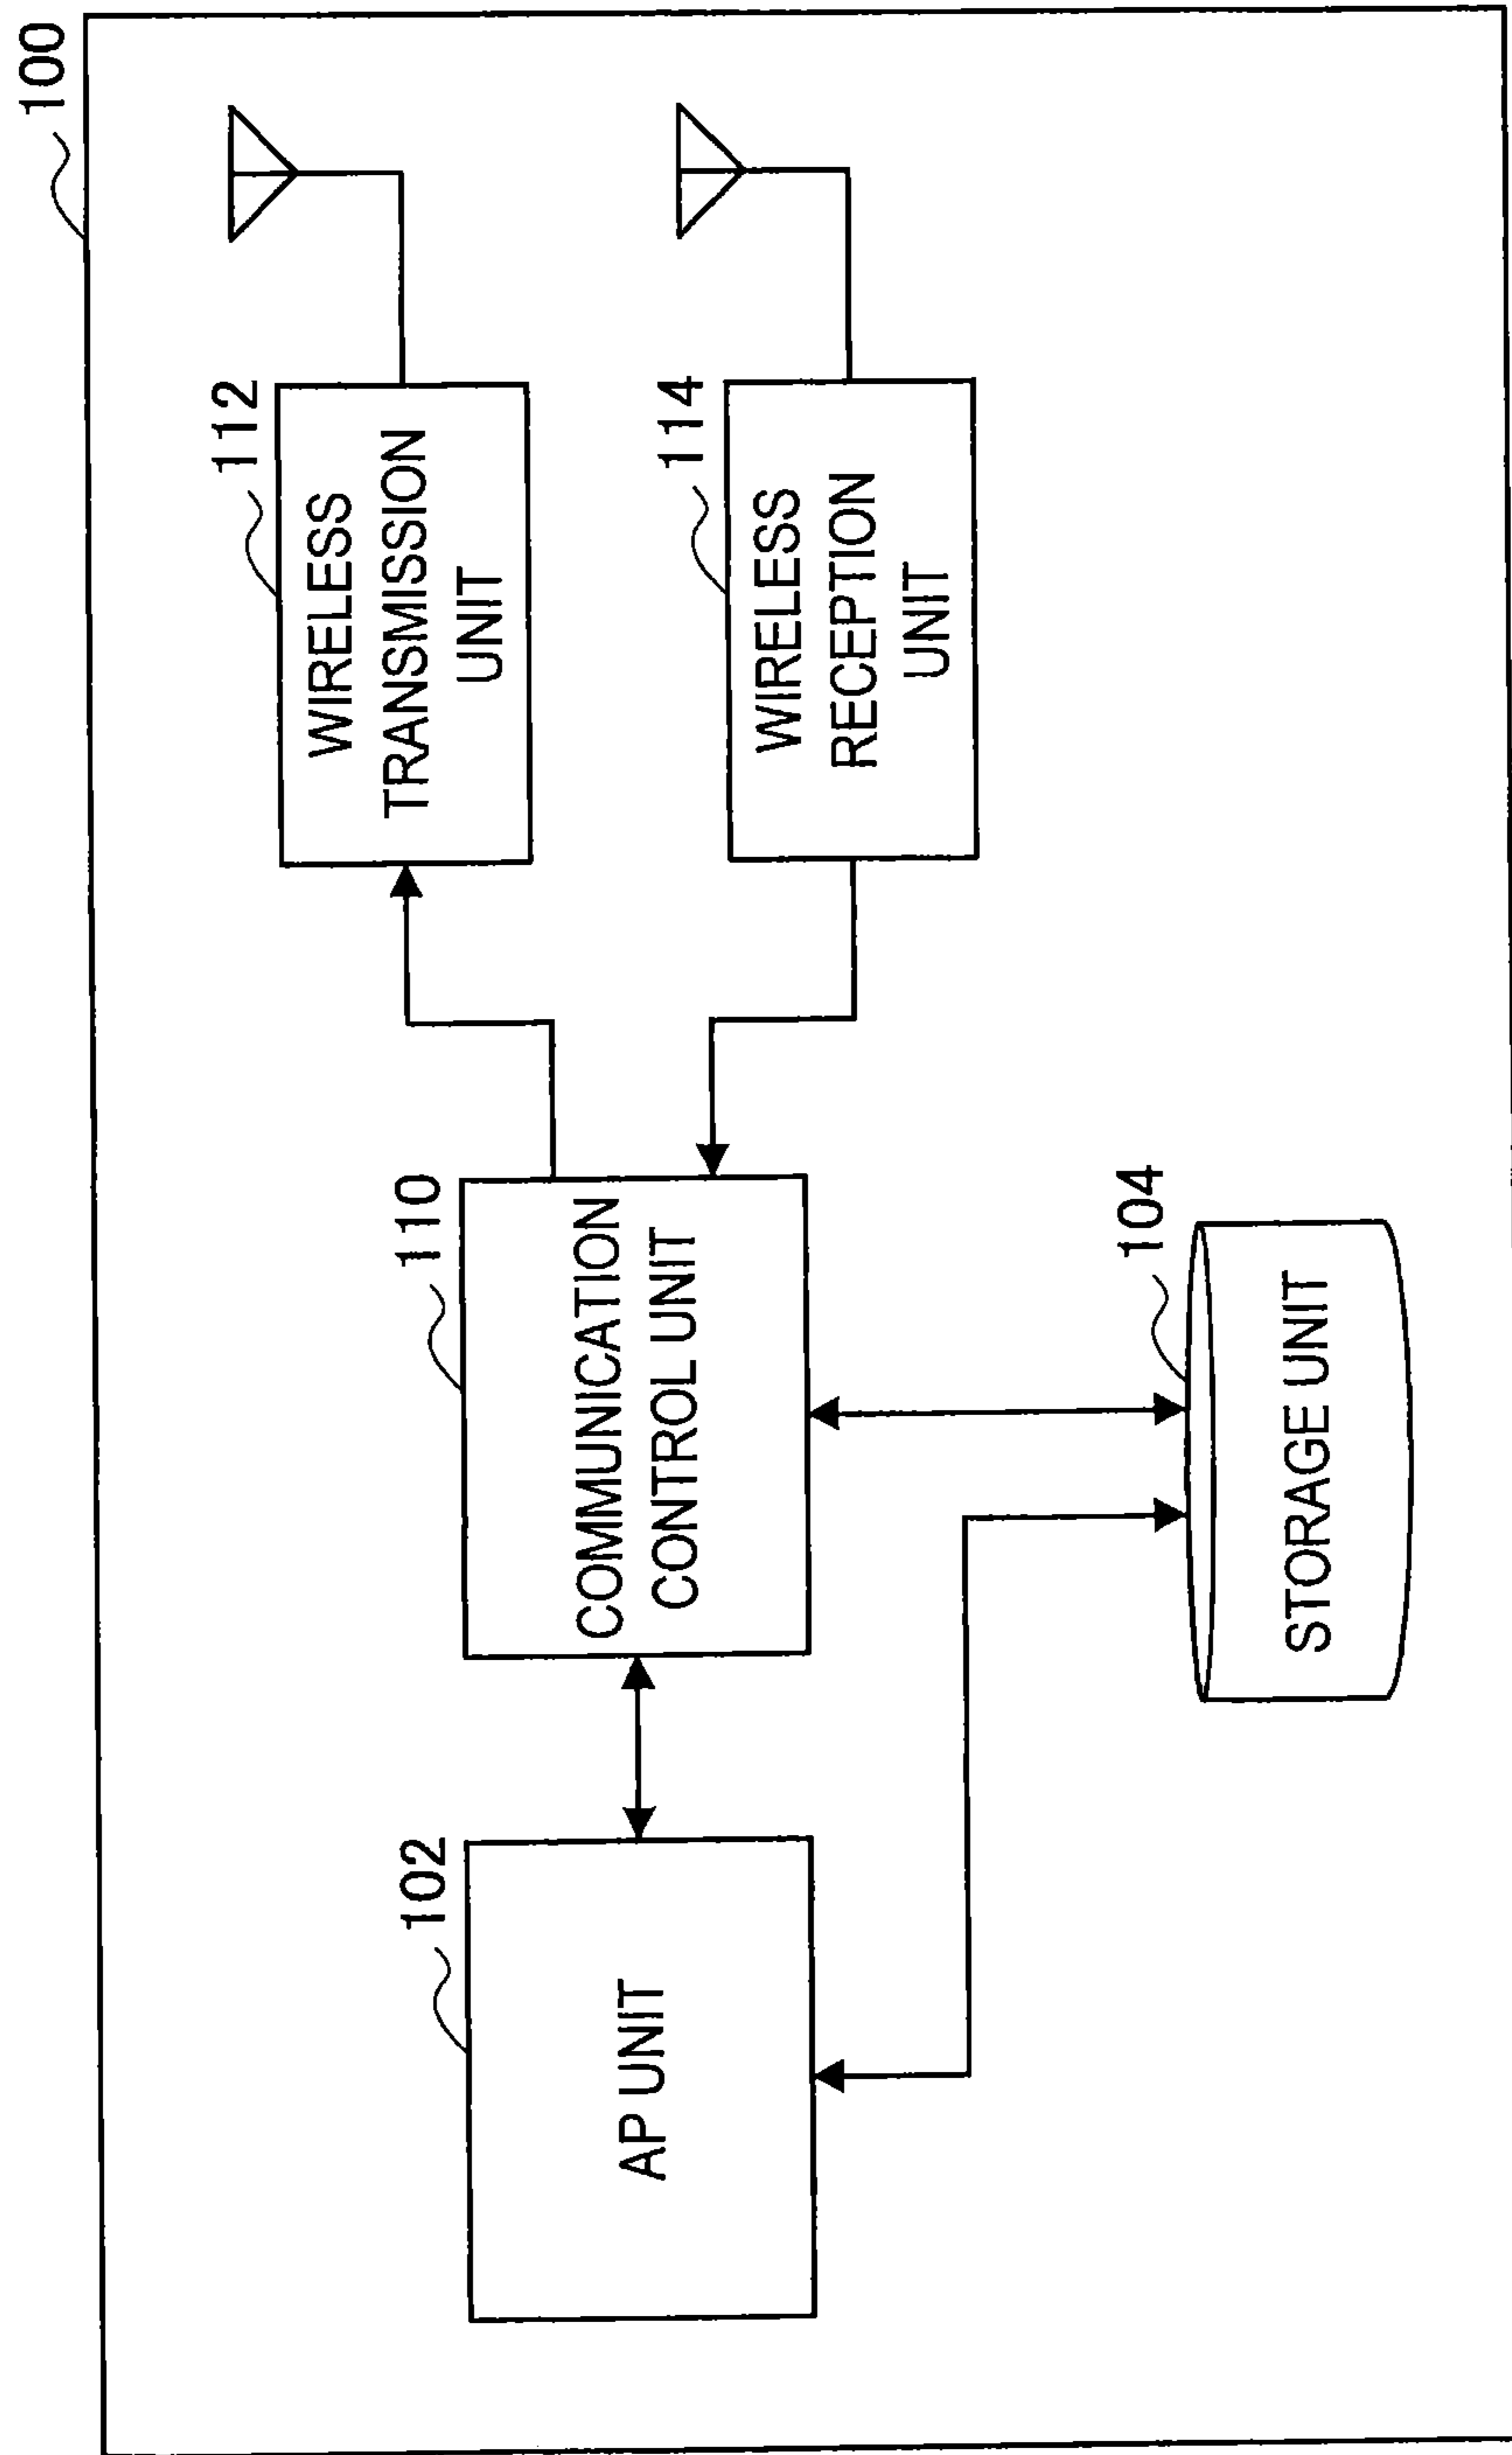 100
112
WIRELESS
TRANSMISSION
UNIT
114
WIRELESS
RECEPTION
UNIT
110
COMMUNICATION
CONTROL UNIT
102
AP UNIT
104
STORAGE UNIT